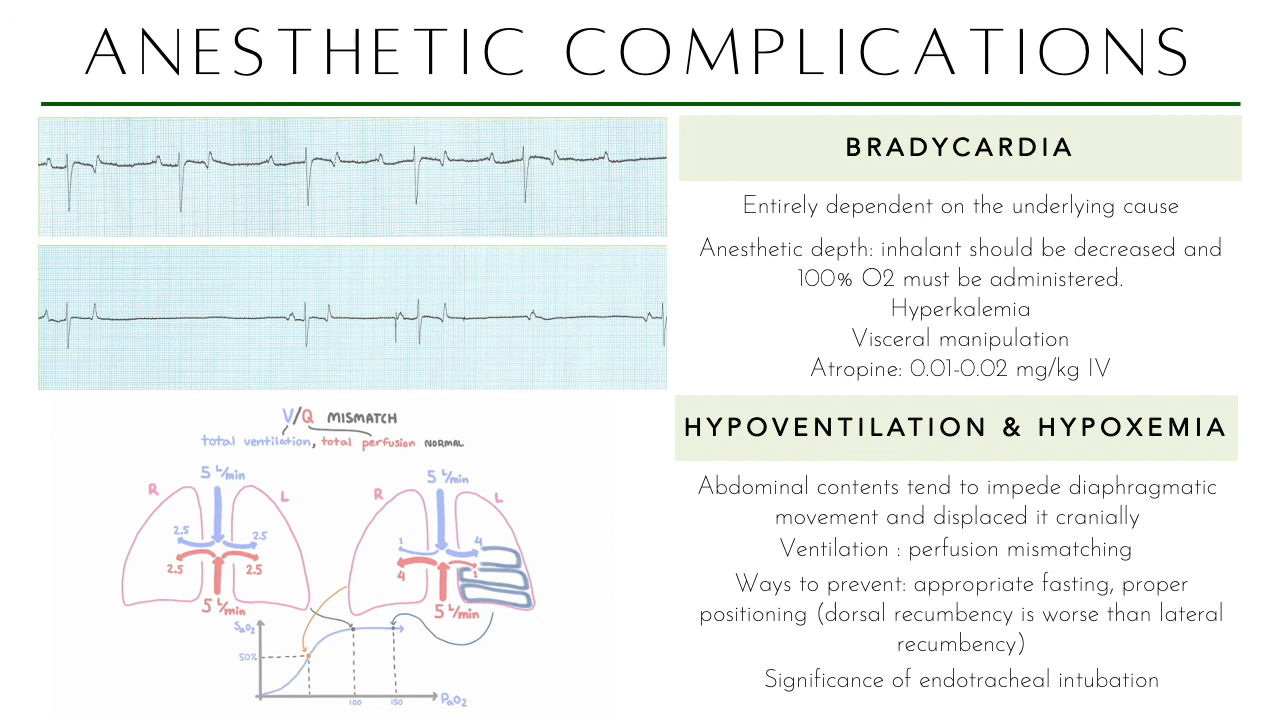 ANESTHETIC COMPLICATIONS
BRADYCARDIA
Entirely dependent on the underlying cause
Anesthetic depth: inhalant should be decreased and
100% O2 must be administered.
Hyperkalemia
Visceral manipulation
Atropine: 0.01-0.02 mg/kg IV
HYPOVENTILATION & HYPOXEMIA
Abdominal contents tend to impede diaphragmatic
movement and displaced it cranially
Ventilation : perfusion mismatching
Ways to prevent: appropriate fasting, proper
positioning (dorsal recumbency is worse than lateral
recumbency)
Significance of endotracheal intubation
V/Q MISMATCH
total ventilation, total perfusion NORMAL
5 L/min
R
L
2.5
2.5
2.5
2.5
5 L/min
5 L/min
R
L
1
4
4
1
5 L/min
SaO2
50%
100
150
PaO2